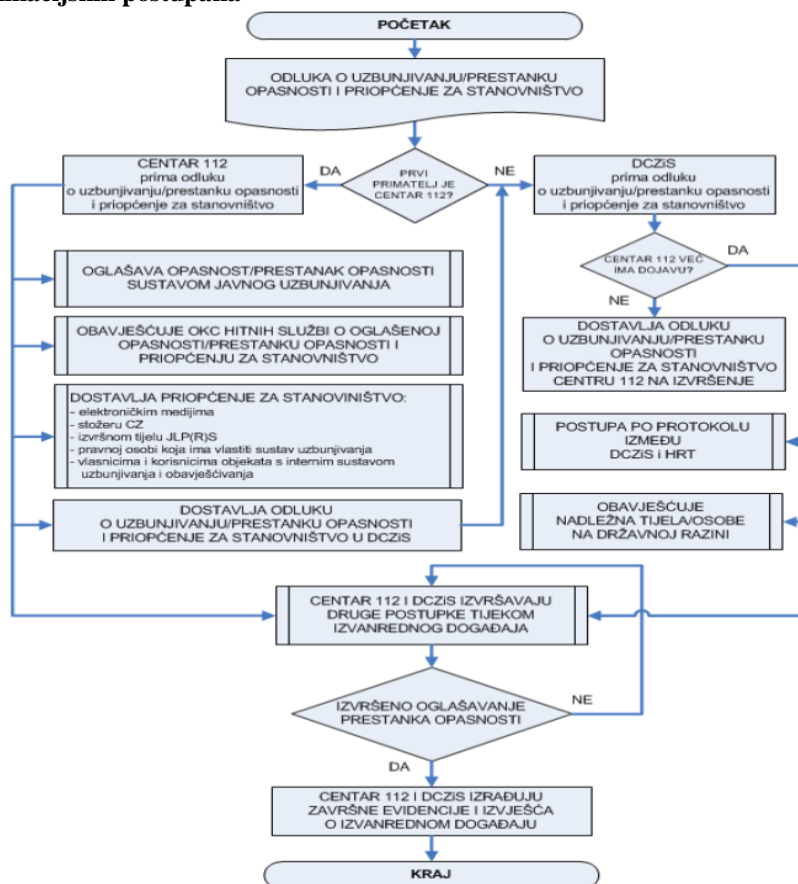 POČETAK
ODLUKA O UZBUNJIVANJU/PRESTANKU
OPASNOSTI I PRIOPĆENJE ZA STANOVNIŠTVO
PRVI
PRIMATELJ JE
CENTAR 112?
DA
NE
CENTAR 112
prima odluku
o uzbunjivanju/prestanku opasnosti
i priopćenje za stanovništvo
DCZiS
prima odluku
o uzbunjivanju/prestanku opasnosti
i priopćenje za stanovništvo
CENTAR 112 VEĆ
IMA DOJAVU?
DA
NE
OGLAŠAVA OPASNOST/PRESTANAK OPASNOSTI
SUSTAVOM JAVNOG UZBUNJIVANJA
OBAVJEŠĆUJE OKC HITNIH SLUŽBI O OGLAŠENOJ
OPASNOSTI/PRESTANKU OPASNOSTI I
PRIOPĆENJU ZA STANOVNIŠTVO
DOSTAVLJA ODLUKU
O UZBUNJIVANJU/PRESTANKU
OPASNOSTI
I PRIOPĆENJE ZA STANOVNIŠTVO
CENTRU 112 NA IZVRŠENJE
DOSTAVLJA PRIOPĆENJE ZA STANOVINIŠTVO:
- elektroničkim medijima
- stožeru CZ
- izvršnom tijelu JLP(R)S
- pravnoj osobi koja ima vlastiti sustav uzbunjivanja
- vlasnicima i korisnicima objekata s internim sustavom
uzbunjivanja i obavješćivanja
POSTUPA PO PROTOKOLU
IZMEĐU
DCZiS i HRT
DOSTAVLJA ODLUKU
O UZBUNJIVANJU/PRESTANKU OPASNOSTI
I PRIOPĆENJE ZA STANOVNIŠTVO U DCZiS
OBAVJEŠĆUJE
NADLEŽNA TIJELA/OSOBE
NA DRŽAVNOJ RAZINI
CENTAR 112 I DCZiS IZVRŠAVAJU
DRUGE POSTUPKE TIJEKOM
IZVANREDNOG DOGAĐAJA
IZVRŠENO OGLAŠAVANJE
PRESTANKA OPASNOSTI
NE
DA
CENTAR 112 I DCZiS IZRAĐUJU
ZAVRŠNE EVIDENCIJE I IZVJEŠĆA
O IZVANREDNOM DOGAĐAJU
KRAJ